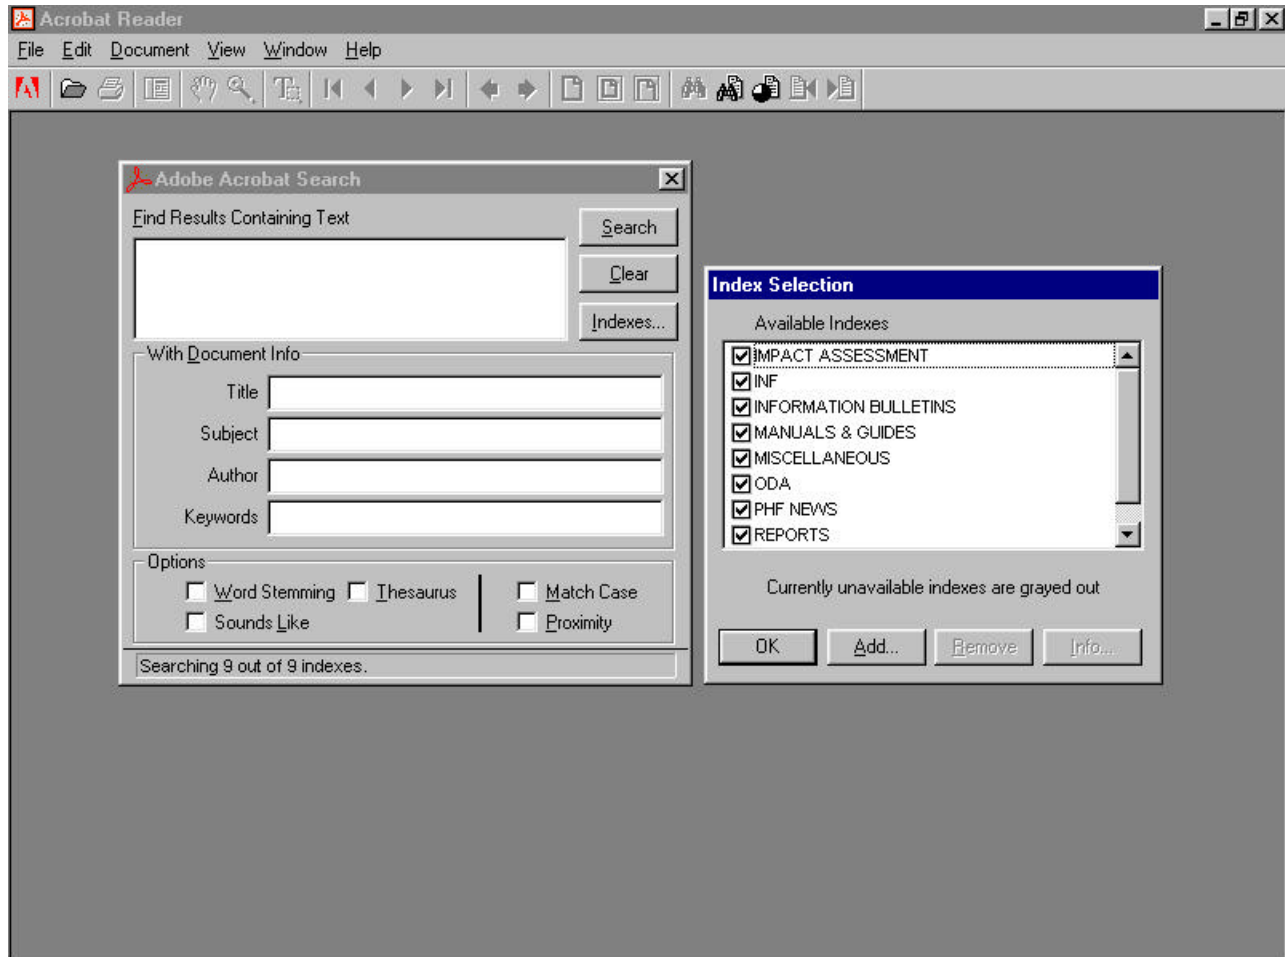 Acrobat Reader
File Edit Document View Window Help
Adobe Acrobat Search
Find Results Containing Text
Search
Clear
Indexes...
With Document Info
Title
Subject
Author
Keywords
Options
Word Stemming Thesaurus Match Case
Sounds Like Proximity
Searching 9 out of 9 indexes.
Index Selection
Available Indexes
IMPACT ASSESSMENT
INF
INFORMATION BULLETINS
MANUALS & GUIDES
MISCELLANEOUS
ODA
PHF NEWS
REPORTS
Currently unavailable indexes are grayed out
OK Add... Remove Info...